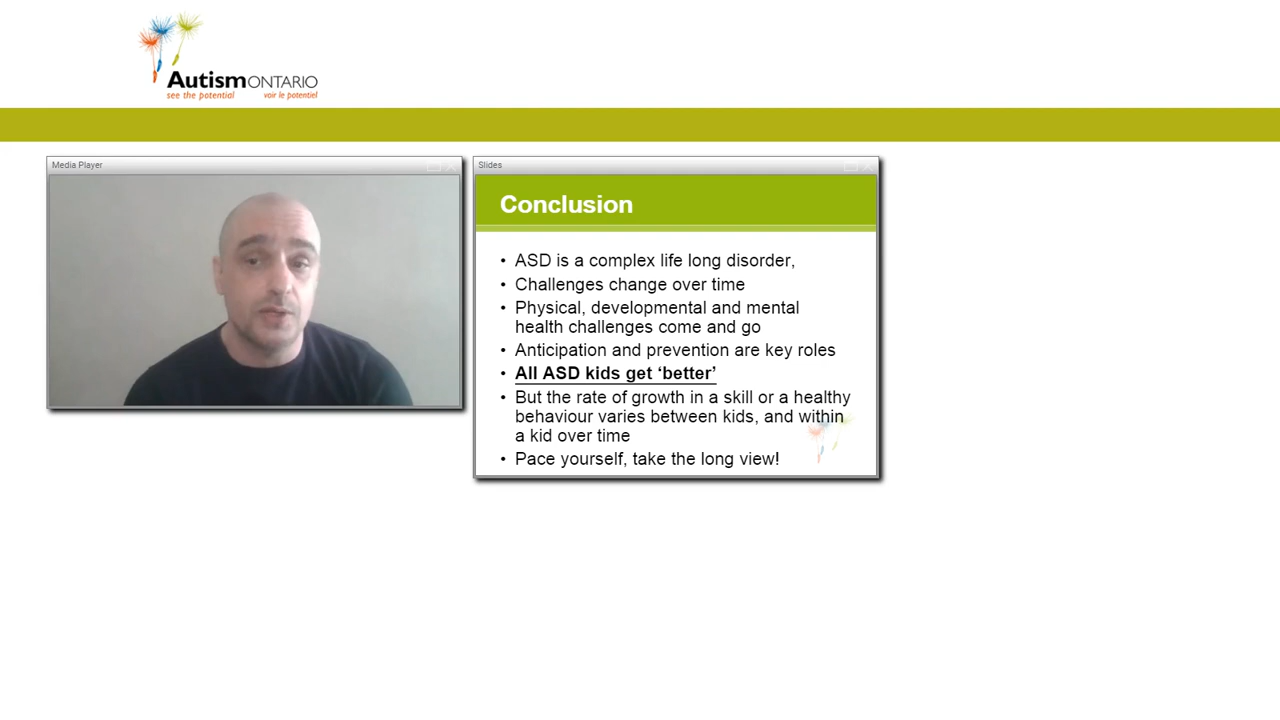 Autism ONTARIO
see the potential voir le potentiel
Media Player
Slides
Conclusion
• ASD is a complex life long disorder,
• Challenges change over time
• Physical, developmental and mental
health challenges come and go
• Anticipation and prevention are key roles
• All ASD kids get ‘better’
• But the rate of growth in a skill or a healthy
behaviour varies between kids, and within
a kid over time
• Pace yourself, take the long view!